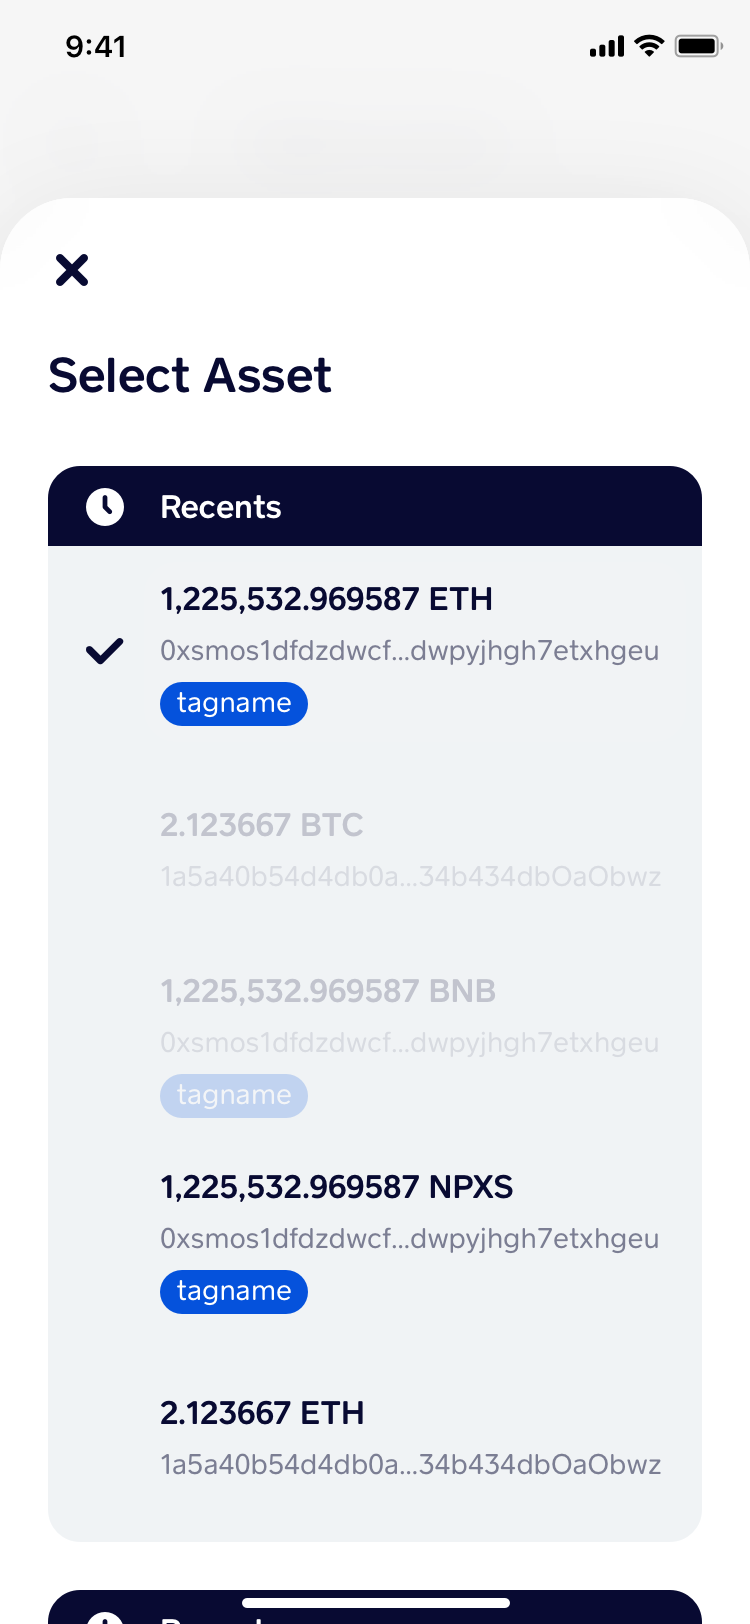 9:41
Select Asset
Recents
1,225,532.969587 ETH
0xsmos1dfdzdwcf...dwpyjhgh7etxhgeu
tagname
2.123667 BTC
1a5a40b54d4db0a...34b434dbOaObwz
1,225,532.969587 BNB
0xsmos1dfdzdwcf...dwpyjhgh7etxhgeu
tagname
1,225,532.969587 NPXS
0xsmos1dfdzdwcf...dwpyjhgh7etxhgeu
tagname
2.123667 ETH
1a5a40b54d4db0a...34b434dbOaObwz